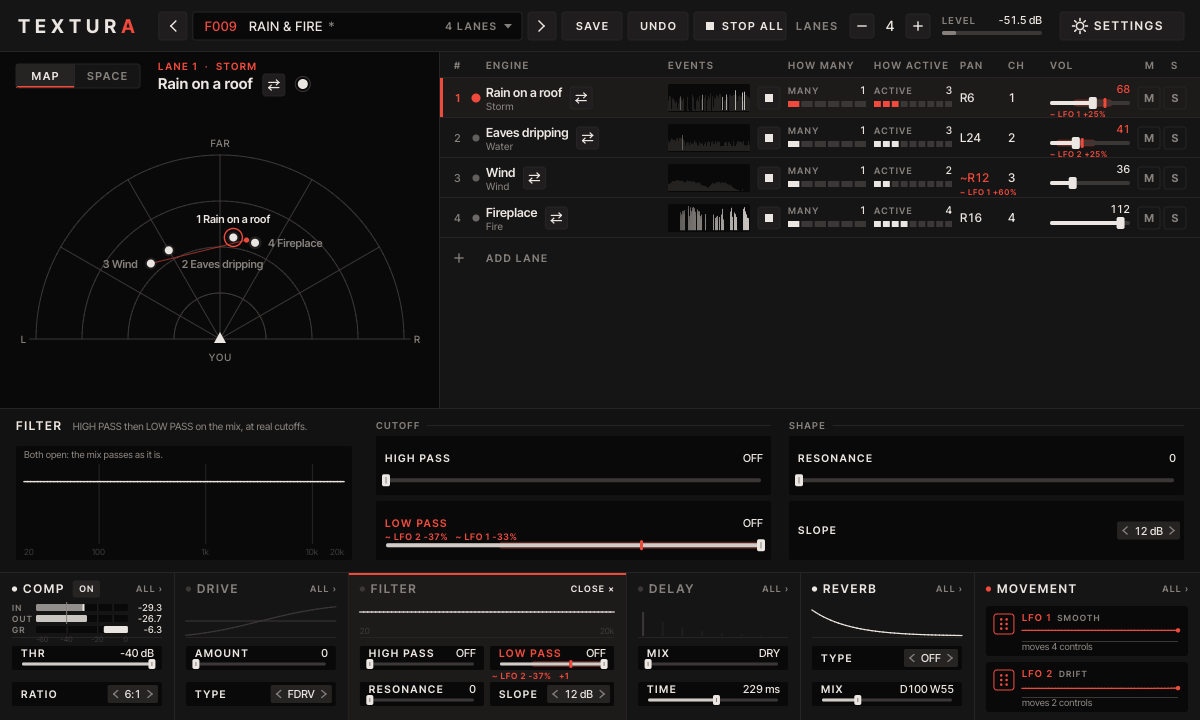 TEXTURA
F009 RAIN & FIRE * 4 LANES
SAVE
UNDO
STOP ALL
LANES
4
LEVEL -51.5 dB
SETTINGS
MAP
SPACE
LANE 1 · STORM
Rain on a roof
FAR
1 Rain on a roof
4 Fireplace
3 Wind
2 Eaves dripping
L
R
YOU
# ENGINE EVENTS HOW MANY HOW ACTIVE PAN CH VOL M S
1 Rain on a roof MANY 1 ACTIVE 3 R6 1 68 M S
Storm
~ LFO 1 +25%
2 Eaves dripping MANY 1 ACTIVE 3 L24 2 41 M S
Water
~ LFO 2 +25%
3 Wind MANY 1 ACTIVE 2 ~R12 3 36 M S
Wind
~ LFO 1 +60%
4 Fireplace MANY 1 ACTIVE 4 R16 4 112 M S
Fire
+ ADD LANE
FILTER HIGH PASS then LOW PASS on the mix, at real cutoffs.
Both open: the mix passes as it is.
20 100 1k 10k 20k
CUTOFF
HIGH PASS OFF
LOW PASS OFF
~ LFO 2 -37% ~ LFO 1 -33%
SHAPE
RESONANCE 0
SLOPE < 12 dB >
COMP ON ALL ›
IN -29.3
OUT -26.7
GR -6.3
-60 -40 -20 0
THR -40 dB
RATIO < 6:1 >
DRIVE ALL ›
AMOUNT 0
TYPE < FDRV >
FILTER CLOSE ×
20 20k
HIGH PASS OFF
LOW PASS OFF
~ LFO 2 -37% +1
RESONANCE 0
SLOPE < 12 dB >
DELAY ALL ›
MIX DRY
TIME 229 ms
REVERB ALL ›
TYPE < OFF >
MIX D100 W55
MOVEMENT ALL ›
LFO 1 SMOOTH
moves 4 controls
LFO 2 DRIFT
moves 2 controls